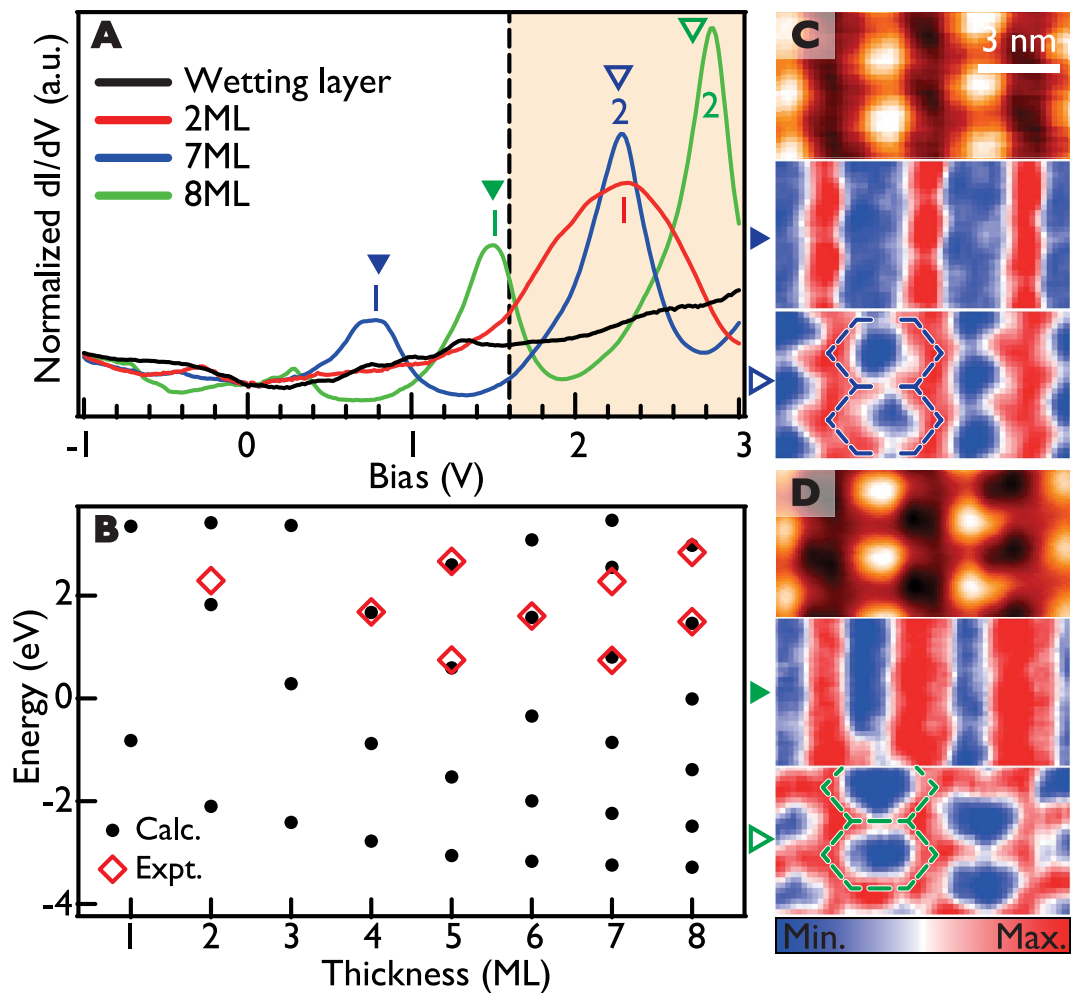 A
Normalized dI/dV (a.u.)
Wetting layer
2ML
7ML
8ML
1
1
2
1
2
-1
0
1
2
3
Bias (V)
B
Energy (eV)
2
0
-2
-4
Calc.
Expt.
1
2
3
4
5
6
7
8
Thickness (ML)
C
3 nm
D
Min.
Max.